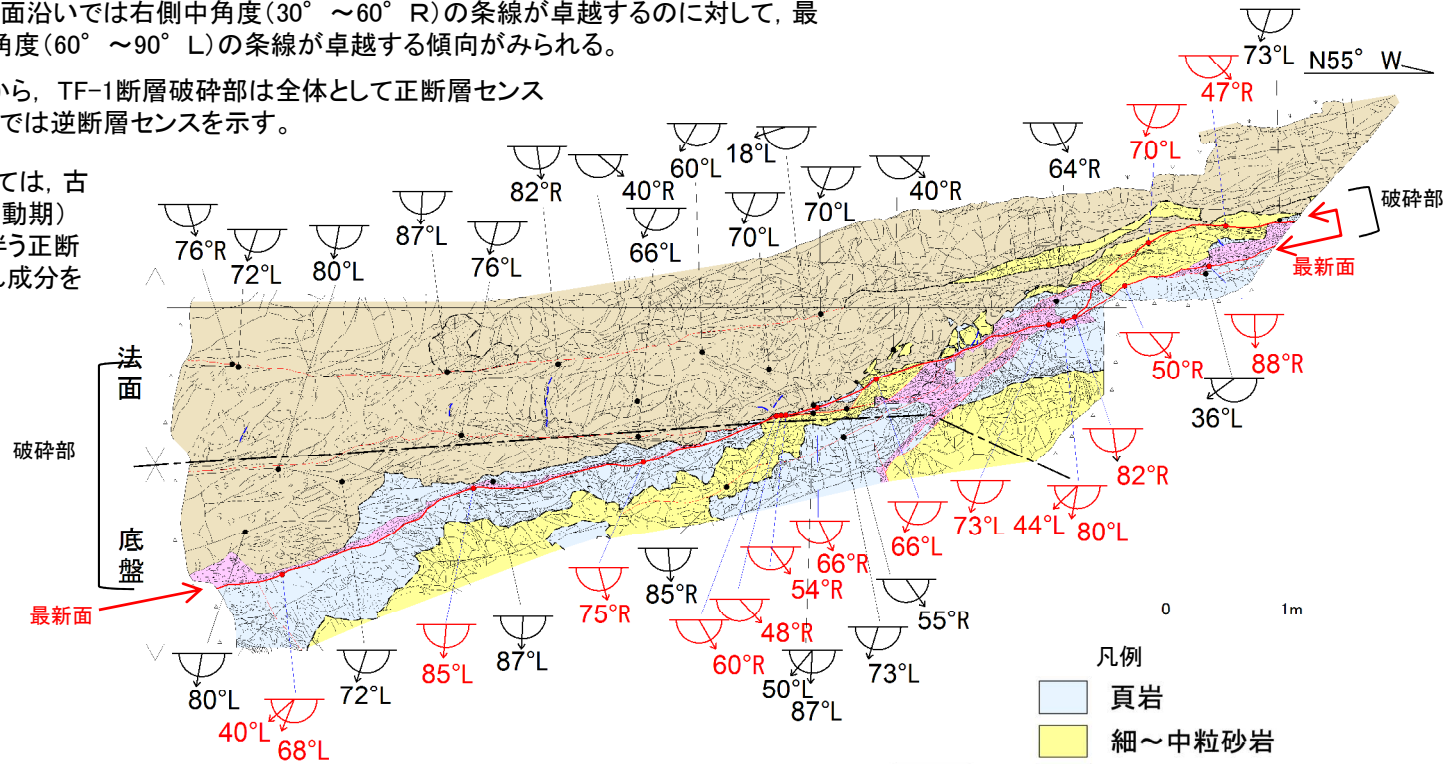 面沿いでは右側中角度(30°~60°R)の条線が卓越するのに対して,最
角度(60°~90°L)の条線が卓越する傾向がみられる。
から,TF-1断層破砕部は全体として正断層センス
では逆断層センスを示す。
ては,古
動期)
伴う正断
し成分を
73°L
N55°W
47°R
70°L
64°R
60°L
18°L
82°R
40°R
40°R
70°L
70°L
66°L
87°L
76°R
72°L
80°L
76°L
破砕部
最新面
法面
破砕部
底盤
最新面
50°R
88°R
36°L
82°R
44°L
80°L
73°L
66°L
66°R
54°R
85°R
75°R
48°R
60°R
55°R
73°L
50°L
87°L
87°L
85°L
72°L
80°L
40°L
68°L
0
1m
凡例
頁岩
細~中粒砂岩